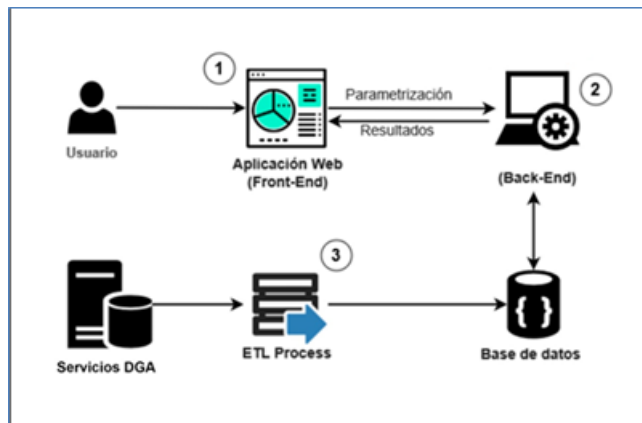 1
Parametrización
2
Resultados
Usuario
Aplicación Web
(Front-End)
(Back-End)
3
{ }
Servicios DGA
ETL Process
Base de datos